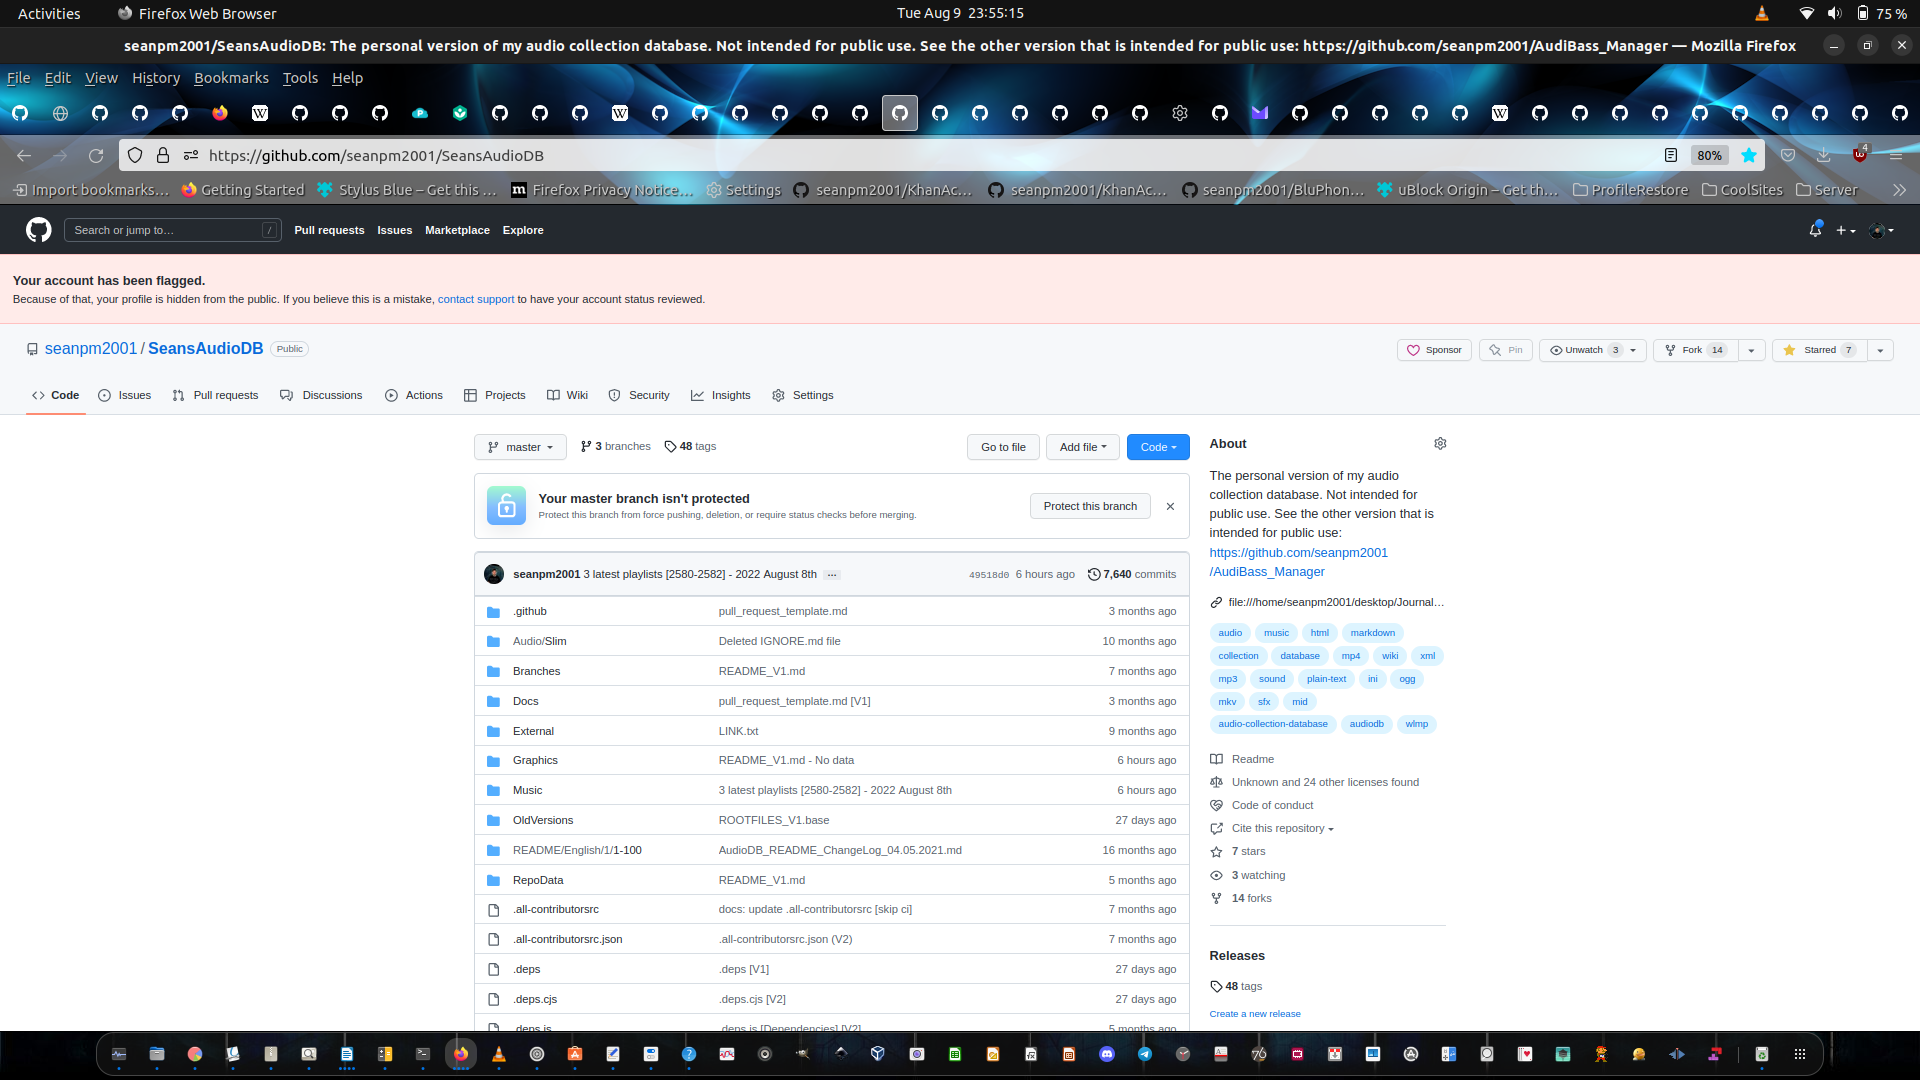 Activities
Firefox Web Browser
Tue Aug 9 23:55:15
75 %
seanpm2001/SeansAudioDB: The personal version of my audio collection database. Not intended for public use. See the other version that is intended for public use: https://github.com/seanpm2001/AudiBass_Manager — Mozilla Firefox
File Edit View History Bookmarks Tools Help
https://github.com/seanpm2001/SeansAudioDB
80%
4
Import bookmarks… Getting Started Stylus Blue – Get this … Firefox Privacy Notice… Settings seanpm2001/KhanAc… seanpm2001/KhanAc… seanpm2001/BluPhon… uBlock Origin – Get th… ProfileRestore CoolSites Server
Search or jump to… /
Pull requests Issues Marketplace Explore
Your account has been flagged.
Because of that, your profile is hidden from the public. If you believe this is a mistake, contact support to have your account status reviewed.
seanpm2001 / SeansAudioDB Public
Sponsor Pin Unwatch 3 Fork 14 Starred 7
Code Issues Pull requests Discussions Actions Projects Wiki Security Insights Settings
master 3 branches 48 tags
Go to file Add file Code
Your master branch isn't protected
Protect this branch from force pushing, deletion, or require status checks before merging.
Protect this branch
seanpm2001 3 latest playlists [2580-2582] - 2022 August 8th … 49518d0 6 hours ago 7,640 commits
.github pull_request_template.md 3 months ago
Audio/Slim Deleted IGNORE.md file 10 months ago
Branches README_V1.md 7 months ago
Docs pull_request_template.md [V1] 3 months ago
External LINK.txt 9 months ago
Graphics README_V1.md - No data 6 hours ago
Music 3 latest playlists [2580-2582] - 2022 August 8th 6 hours ago
OldVersions ROOTFILES_V1.base 27 days ago
README/English/1/1-100 AudioDB_README_ChangeLog_04.05.2021.md 16 months ago
RepoData README_V1.md 5 months ago
.all-contributorsrc docs: update .all-contributorsrc [skip ci] 7 months ago
.all-contributorsrc.json .all-contributorsrc.json (V2) 7 months ago
.deps .deps [V1] 27 days ago
.deps.cjs .deps.cjs [V2] 27 days ago
.deps.js .deps.js [Dependencies] [V2] 5 months ago
About
The personal version of my audio
collection database. Not intended for
public use. See the other version that is
intended for public use:
https://github.com/seanpm2001
/AudiBass_Manager
file:///home/seanpm2001/desktop/Journal…
audio music html markdown
collection database mp4 wiki xml
mp3 sound plain-text ini ogg
mkv sfx mid
audio-collection-database audiodb wlmp
Readme
Unknown and 24 other licenses found
Code of conduct
Cite this repository
7 stars
3 watching
14 forks
Releases
48 tags
Create a new release